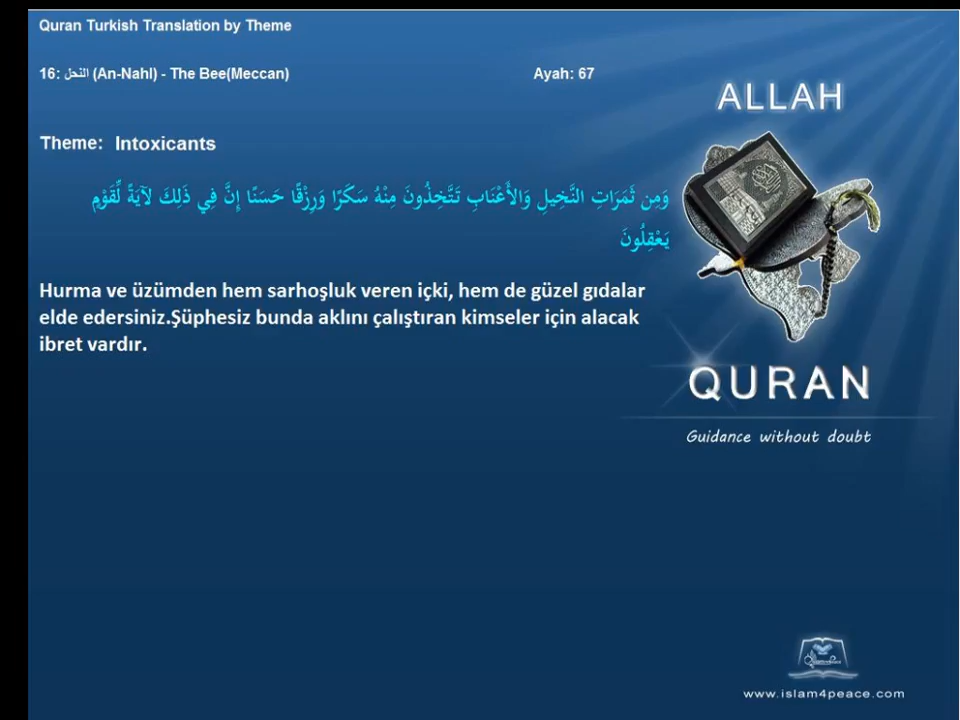 Quran Turkish Translation by Theme
16: النحل (An-Nahl) - The Bee(Meccan)
Ayah: 67
Theme: Intoxicants
وَمِن ثَمَرَاتِ النَّخِيلِ وَالأَعْنَابِ تَتَّخِذُونَ مِنْهُ سَكَرًا وَرِزْقًا حَسَنًا إِنَّ فِي ذَلِكَ لآيَةً لِّقَوْمٍ
يَعْقِلُونَ
Hurma ve üzümden hem sarhoşluk veren içki, hem de güzel gıdalar
elde edersiniz.Şüphesiz bunda aklını çalıştıran kimseler için alacak
ibret vardır.
ALLAH
QURAN
Guidance without doubt
www.islam4peace.com